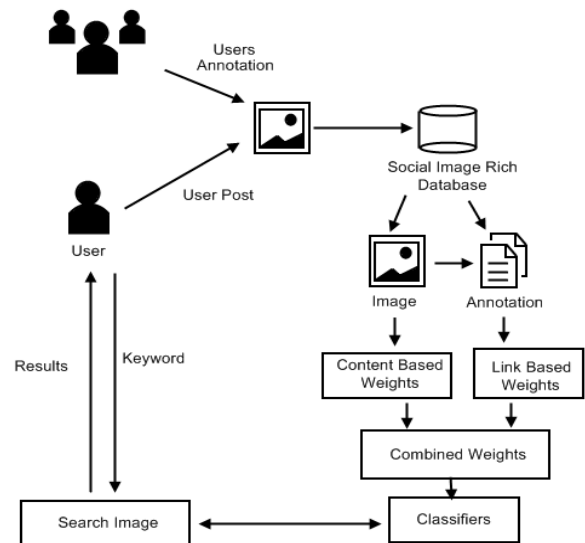 Users
Annotation
User Post
Social Image Rich
Database
User
Image
Annotation
Results
Keyword
Content Based
Weights
Link Based
Weights
Combined Weights
Search Image
Classifiers